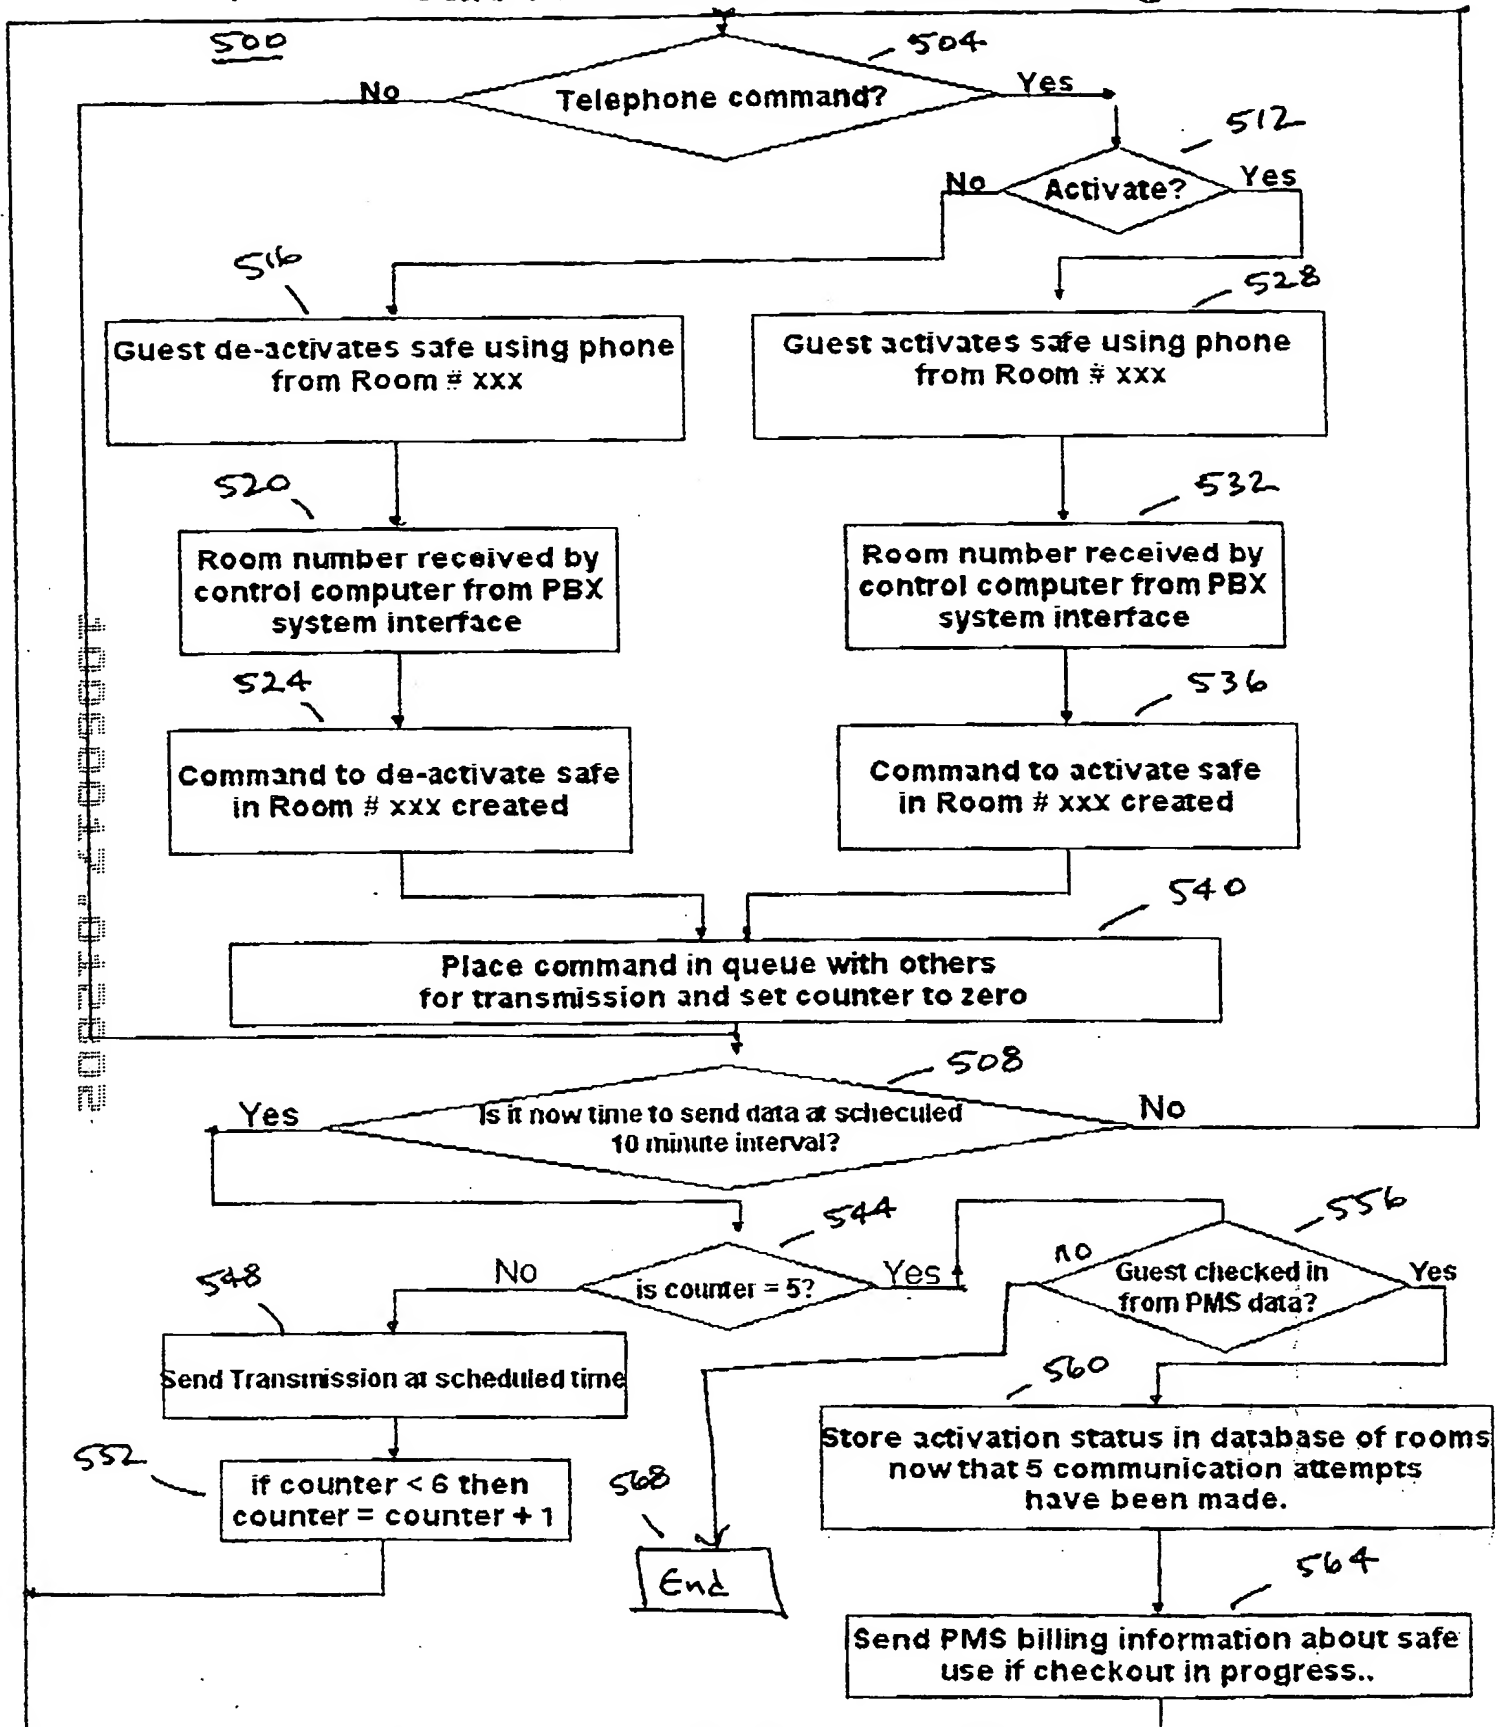 500
504
No
Telephone command?
Yes
512
No
Activate?
Yes
516
528
Guest de-activates safe using phone
from Room # xxx
Guest activates safe using phone
from Room # xxx
520
532
Room number received by
control computer from PBX
system interface
Room number received by
control computer from PBX
system interface
524
536
Command to de-activate safe
in Room # xxx created
Command to activate safe
in Room # xxx created
540
Place command in queue with others
for transmission and set counter to zero
508
Yes
Is it now time to send data at scheculed
10 minute interval?
No
544
556
548
No
is counter = 5?
Yes
no
Guest checked in
from PMS data?
Yes
Send Transmission at scheduled time
560
552
if counter < 6 then
counter = counter + 1
568
Store activation status in database of rooms
now that 5 communication attempts
have been made.
End
564
Send PMS billing information about safe
use if checkout in progress..